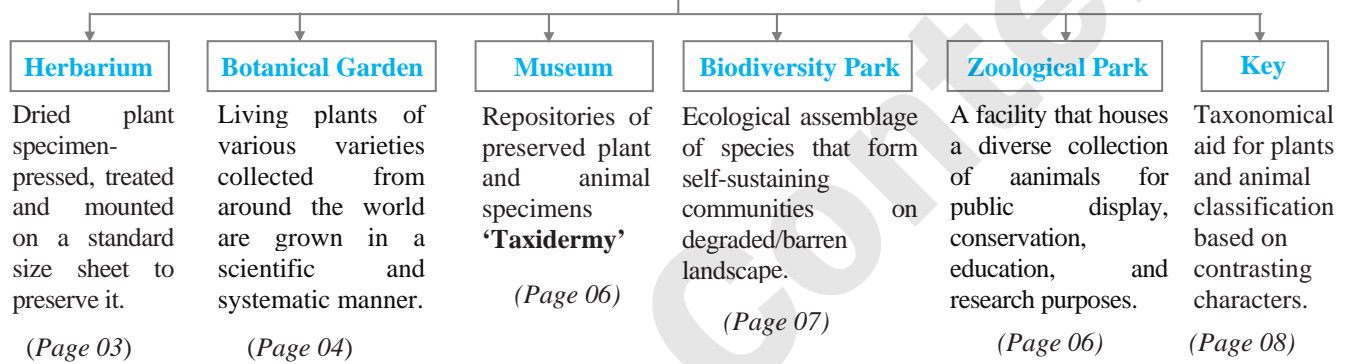 Herbarium
Dried plant
specimen-
pressed, treated
and mounted
on a standard
size sheet to
preserve it.
(Page 03)
Botanical Garden
Living plants of
various varieties
collected from
around the world
are grown in a
scientific and
systematic manner.
(Page 04)
Museum
Repositories of
preserved plant
and animal
specimens
‘Taxidermy’
(Page 06)
Biodiversity Park
Ecological assemblage
of species that form
self-sustaining
communities on
degraded/barren
landscape.
(Page 07)
Zoological Park
A facility that houses
a diverse collection
of aanimals for
public display,
conservation,
education, and
research purposes.
(Page 06)
Key
Taxonomical
aid for plants
and animal
classification
based on
contrasting
characters.
(Page 08)
Conte